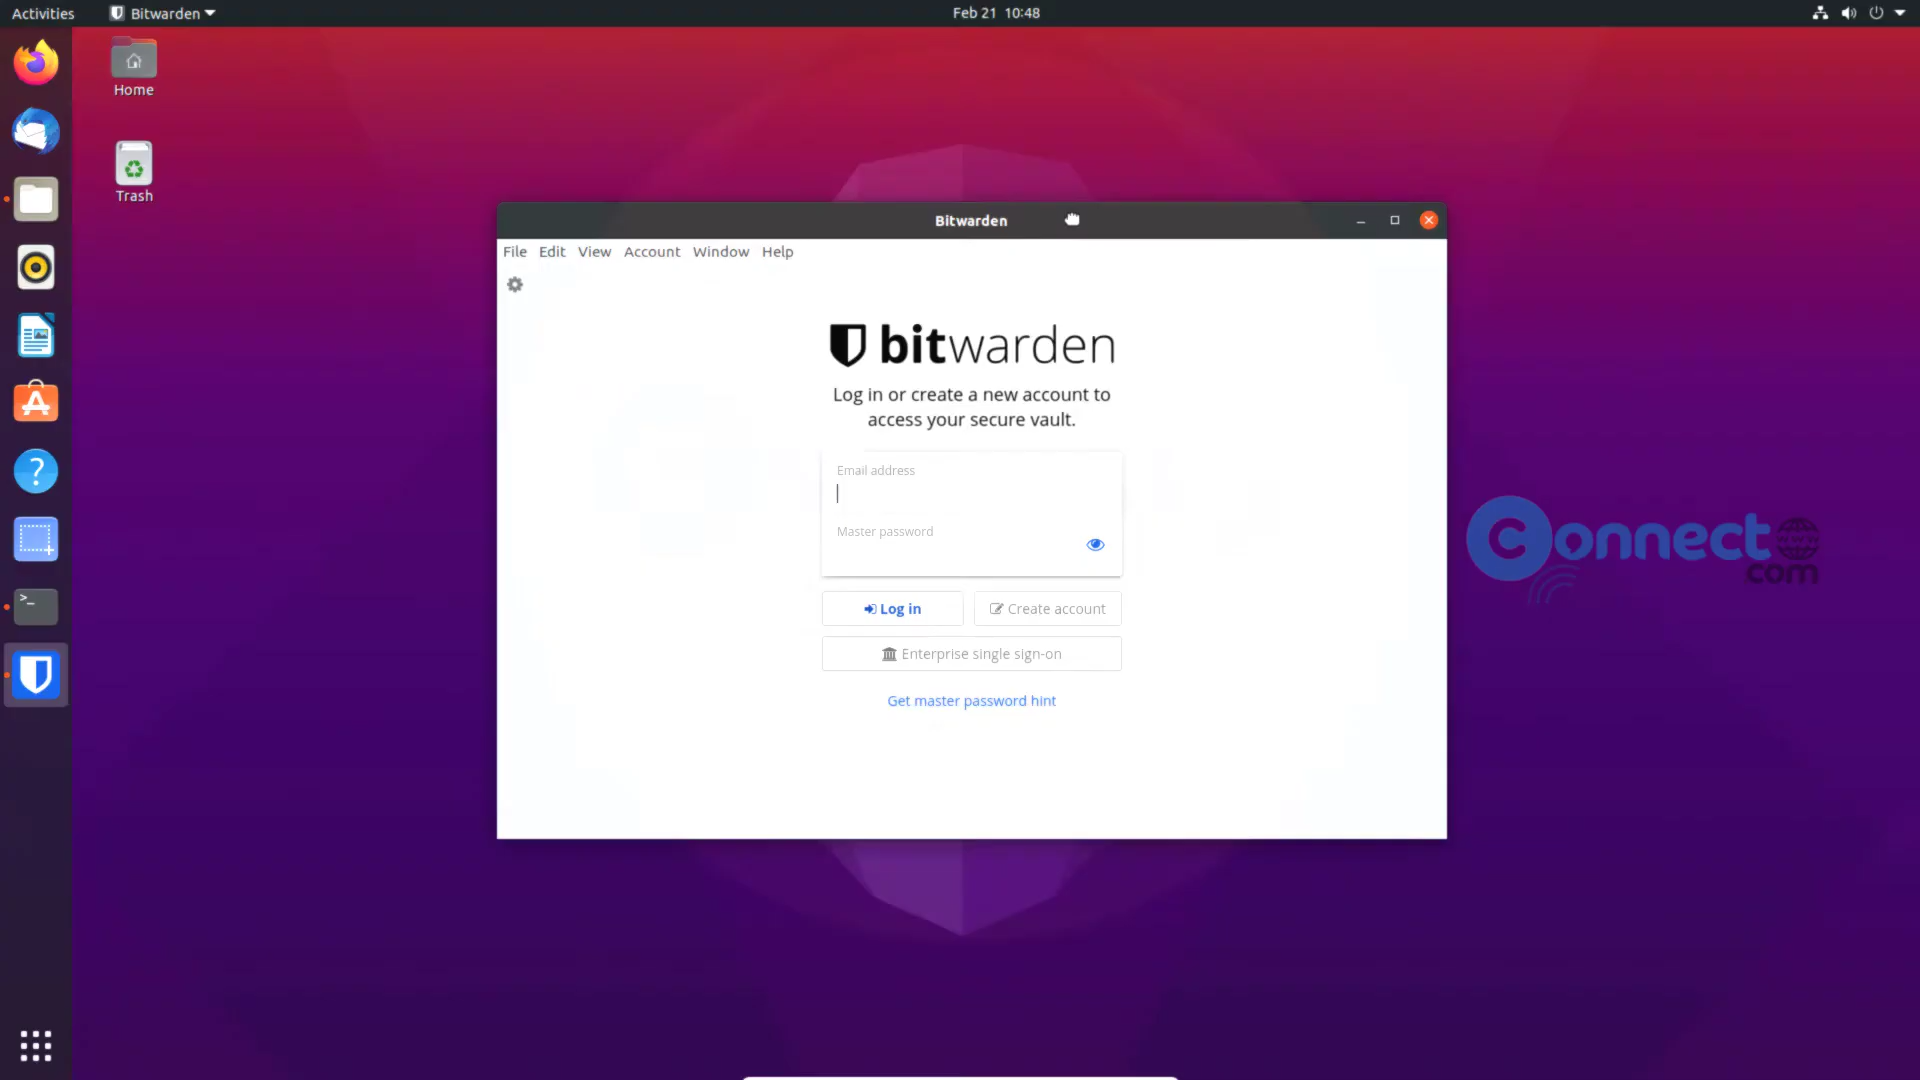 Activities
Bitwarden
Feb 21 10:48
Home
Trash
Bitwarden
File Edit View Account Window Help
bitwarden
Log in or create a new account to
access your secure vault.
Email address
Master password
Log in
Create account
Enterprise single sign-on
Get master password hint
Connect
www
.com